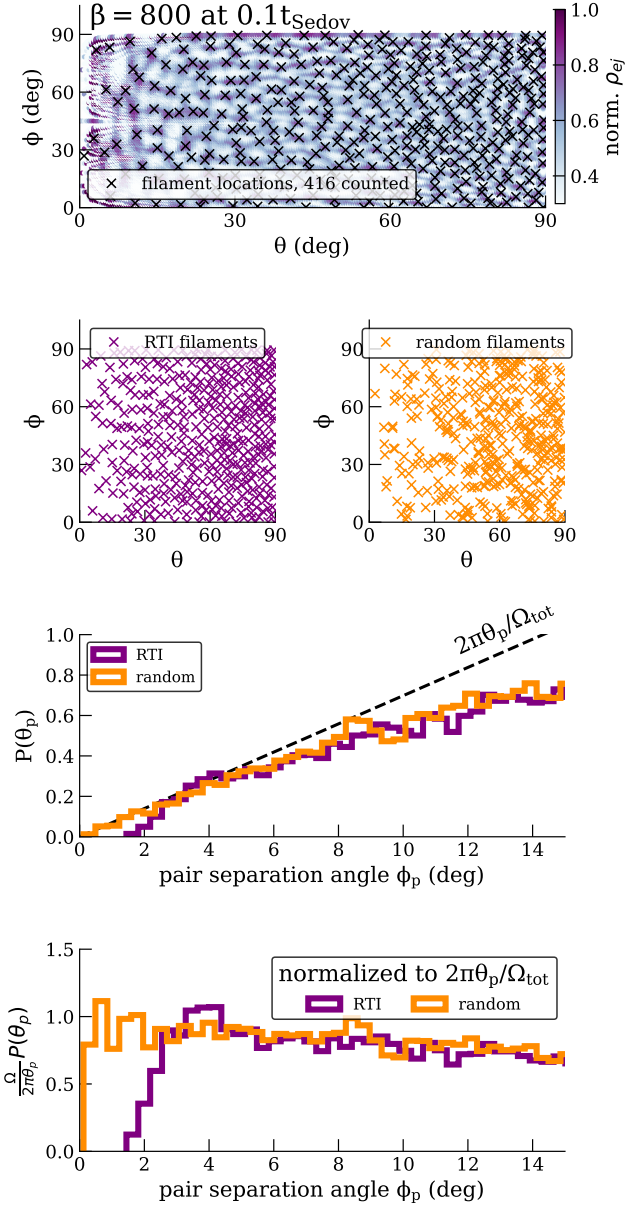 β = 800 at 0.1t_Sedov
90
60
30
0
ϕ (deg)
× filament locations, 416 counted
0 30 60 90
θ (deg)
1.0
0.8
0.6
0.4
norm. ρ_ej
× RTI filaments
90
60
30
0
ϕ
0 30 60 90
θ
× random filaments
90
60
30
0
ϕ
0 30 60 90
θ
2πθ_p/Ω_tot
RTI
random
1.0
0.8
0.6
0.4
0.2
0.0
P(θ_p)
0 2 4 6 8 10 12 14
pair separation angle ϕ_p (deg)
normalized to 2πθ_p/Ω_tot
RTI random
1.5
1.0
0.5
0.0
Ω/2πθ_p P(θ_p)
0 2 4 6 8 10 12 14
pair separation angle ϕ_p (deg)